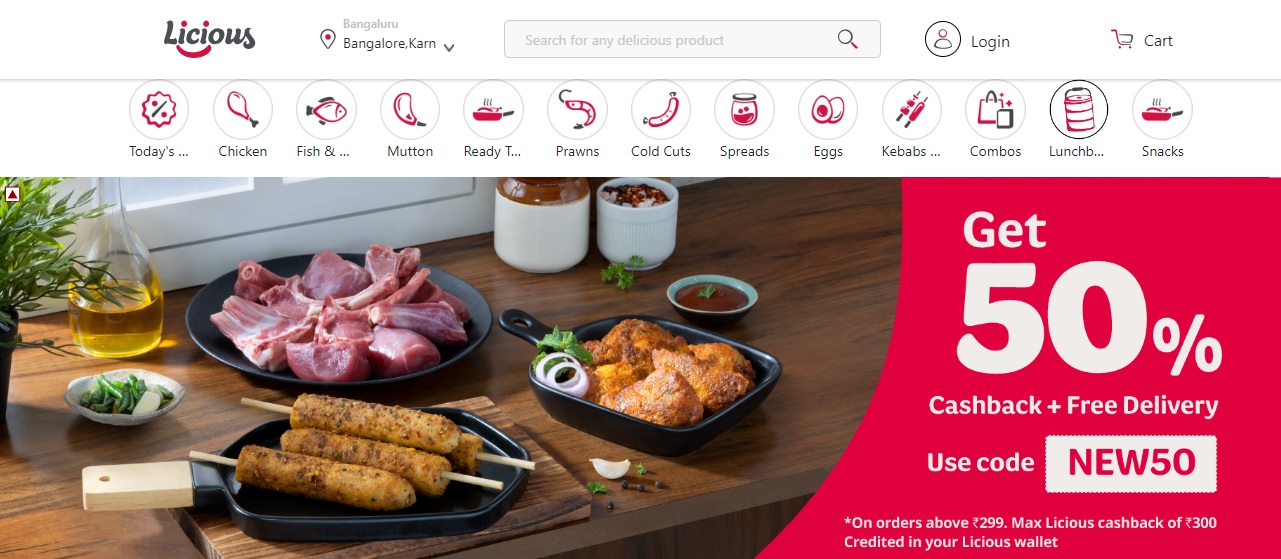 Licious
Bangaluru
Bangalore,Karn
Search for any delicious product
Login
Cart
Today's ...
Chicken
Fish & ...
Mutton
Ready T...
Prawns
Cold Cuts
Spreads
Eggs
Kebabs ...
Combos
Lunchb...
Snacks
Get
50%
Cashback + Free Delivery
Use code NEW50
*On orders above ₹299. Max Licious cashback of ₹300
Credited in your Licious wallet